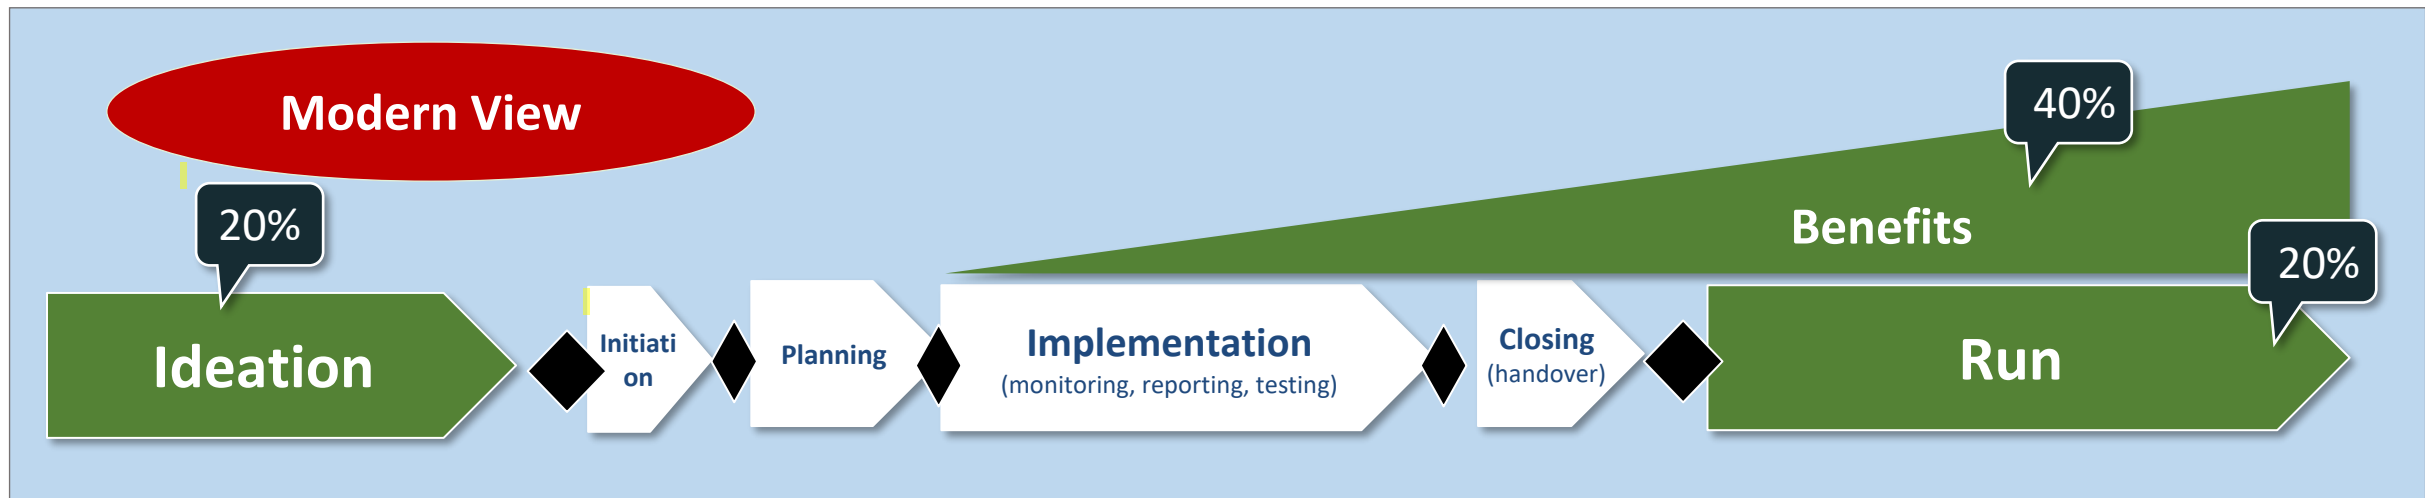 Modern View
40%
20%
Benefits
20%
Ideation
Initiati
on
Planning
Implementation
(monitoring, reporting, testing)
Closing
(handover)
Run